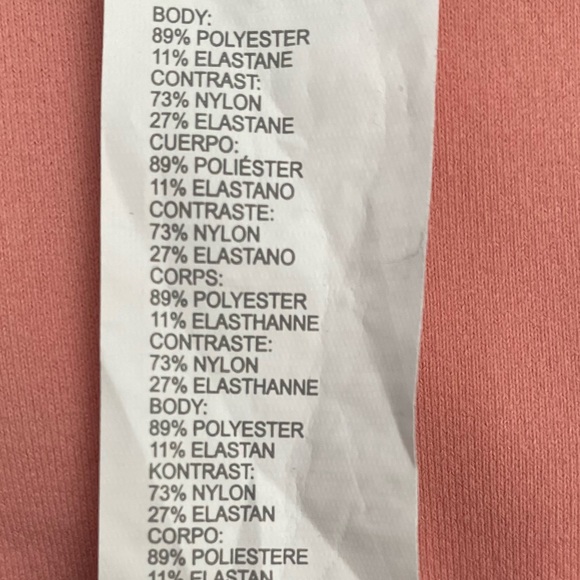 BODY:
89% POLYESTER
11% ELASTANE
CONTRAST:
73% NYLON
27% ELASTANE
CUERPO:
89% POLIÉSTER
11% ELASTANO
CONTRASTE:
73% NYLON
27% ELASTANO
CORPS:
89% POLYESTER
11% ELASTHANNE
CONTRASTE:
73% NYLON
27% ELASTHANNE
BODY:
89% POLYESTER
11% ELASTAN
KONTRAST:
73% NYLON
27% ELASTAN
CORPO:
89% POLIESTERE
11% ELASTAN